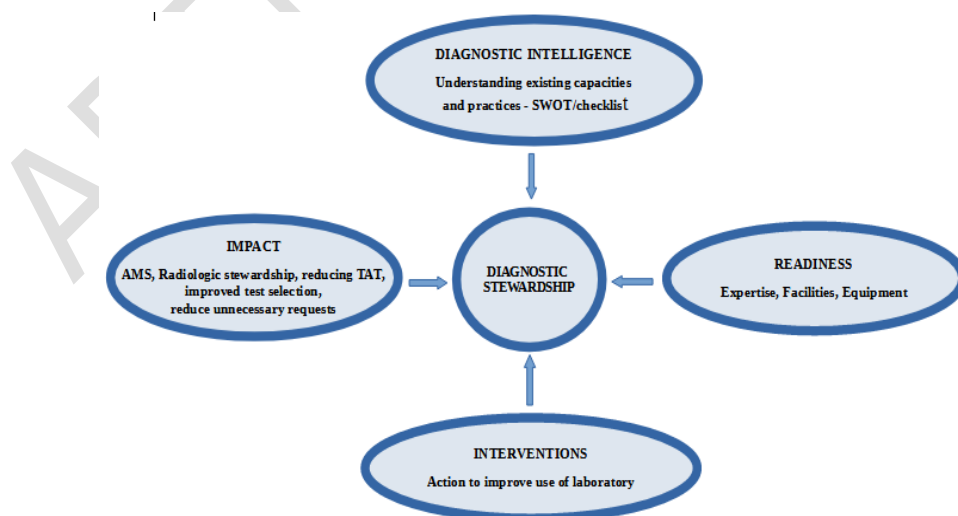 DIAGNOSTIC INTELLIGENCE
Understanding existing capacities
and practices - SWOT/checklist
IMPACT
AMS, Radiologic stewardship, reducing TAT,
improved test selection,
reduce unnecessary requests
DIAGNOSTIC
STEWARDSHIP
READINESS
Expertise, Facilities, Equipment
INTERVENTIONS
Action to improve use of laboratory